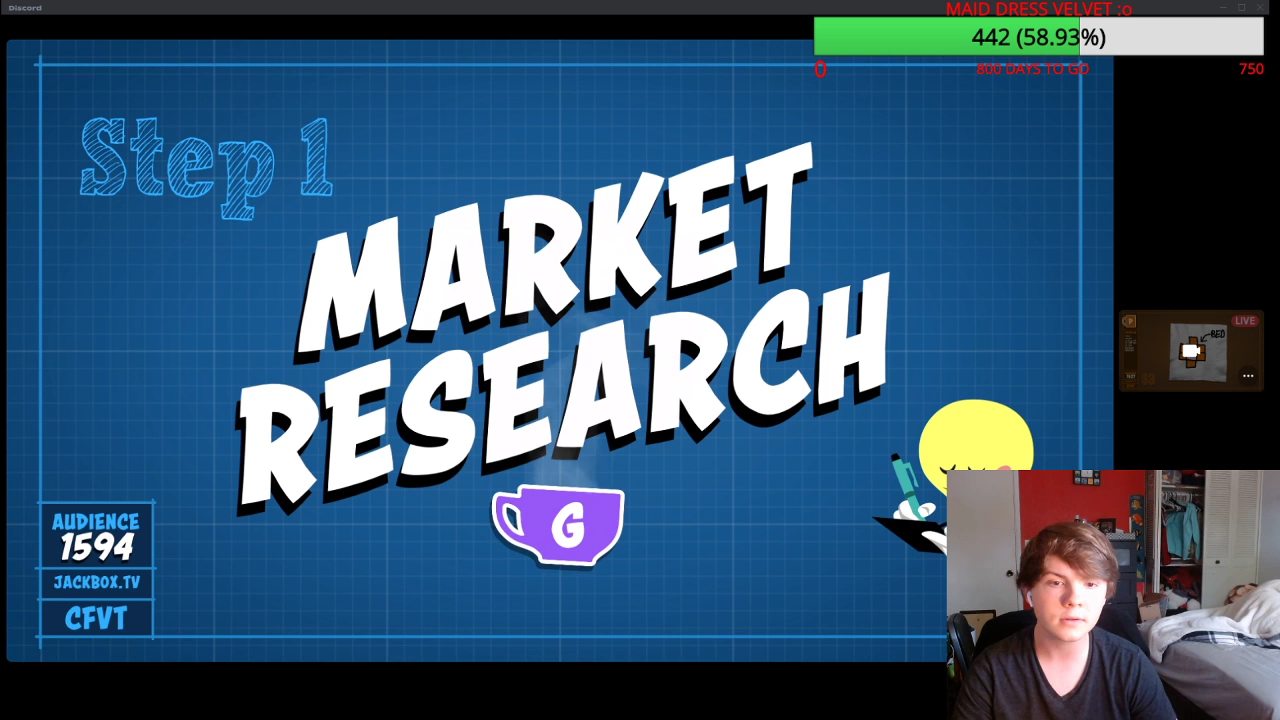 Discord
MAID DRESS VELVET :o
442 (58.93%)
0
800 DAYS TO GO
750
Step 1
MARKET
RESEARCH
LIVE
BED
G
AUDIENCE
1594
JACKBOX.TV
CFVT